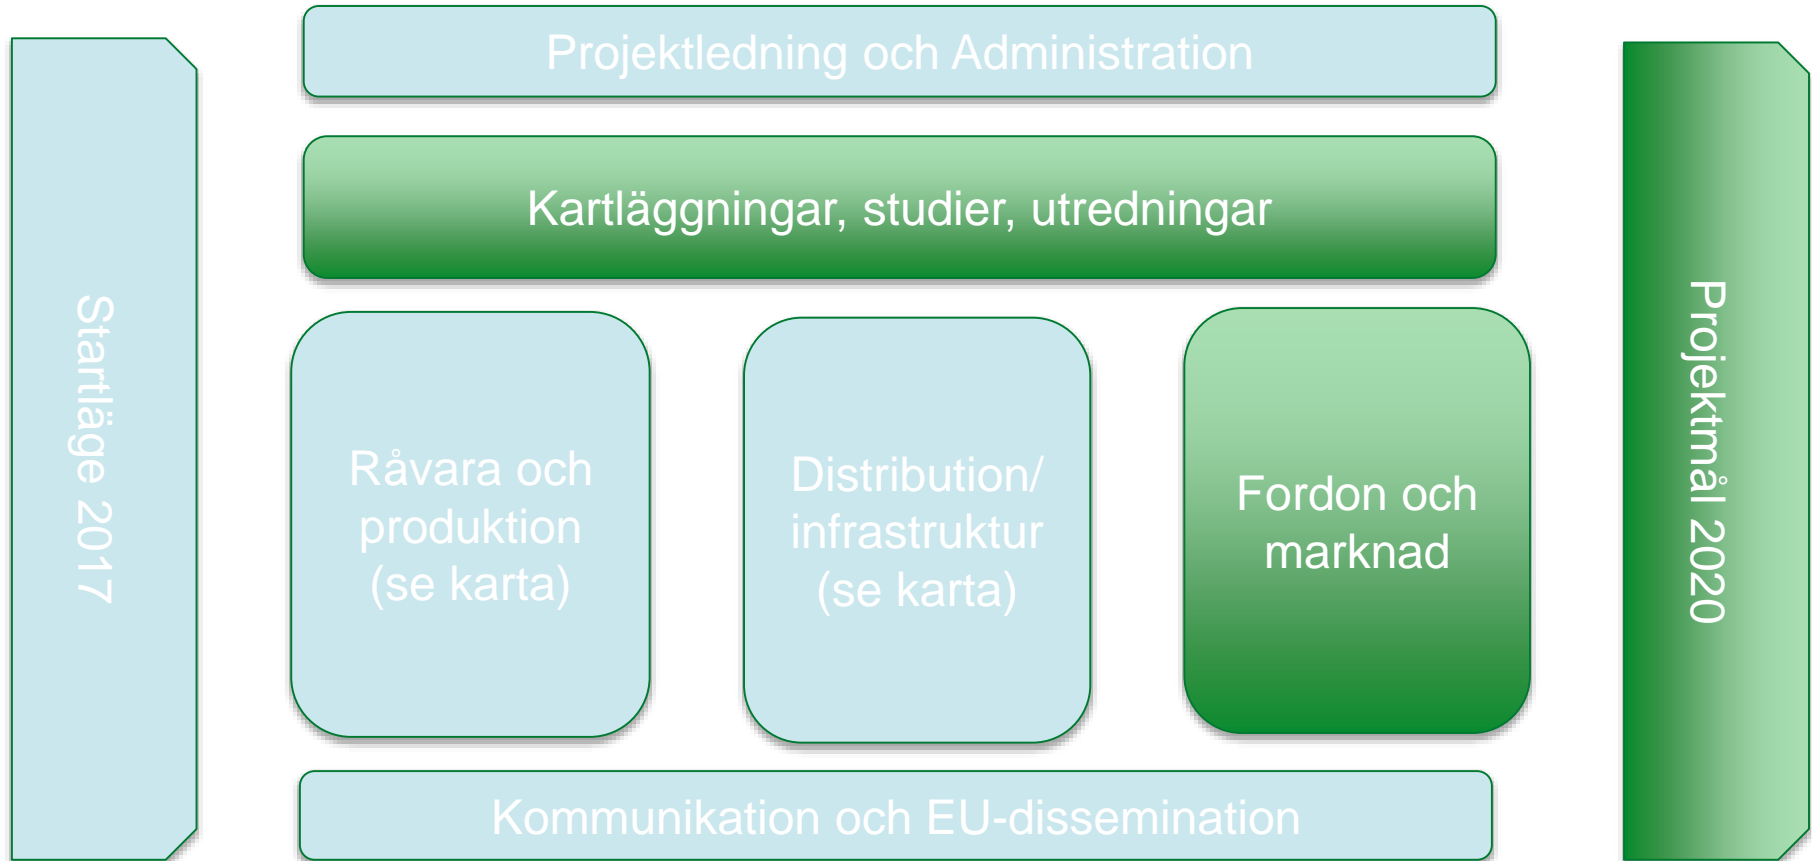 Projektledning och Administration
Kartläggningar, studier, utredningar
Startläge 2017
Råvara och
produktion
(se karta)
Distribution/
infrastruktur
(se karta)
Fordon och
marknad
Projektmål 2020
Kommunikation och EU-dissemination